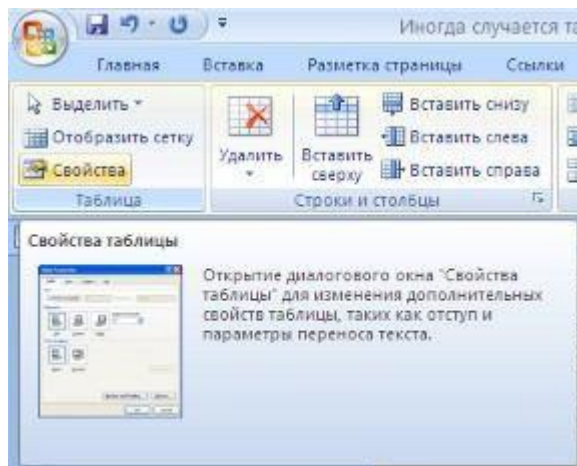 Иногда случается та
Главная Вставка Разметка страницы Ссылки
Выделить
Отобразить сетку
Свойства
Таблица
Удалить
Вставить сверху
Вставить снизу
Вставить слева
Вставить справа
Строки и столбцы
Свойства таблицы
Открытие диалогового окна "Свойства
таблицы" для изменения дополнительных
свойств таблицы, таких как отступ и
параметры переноса текста.